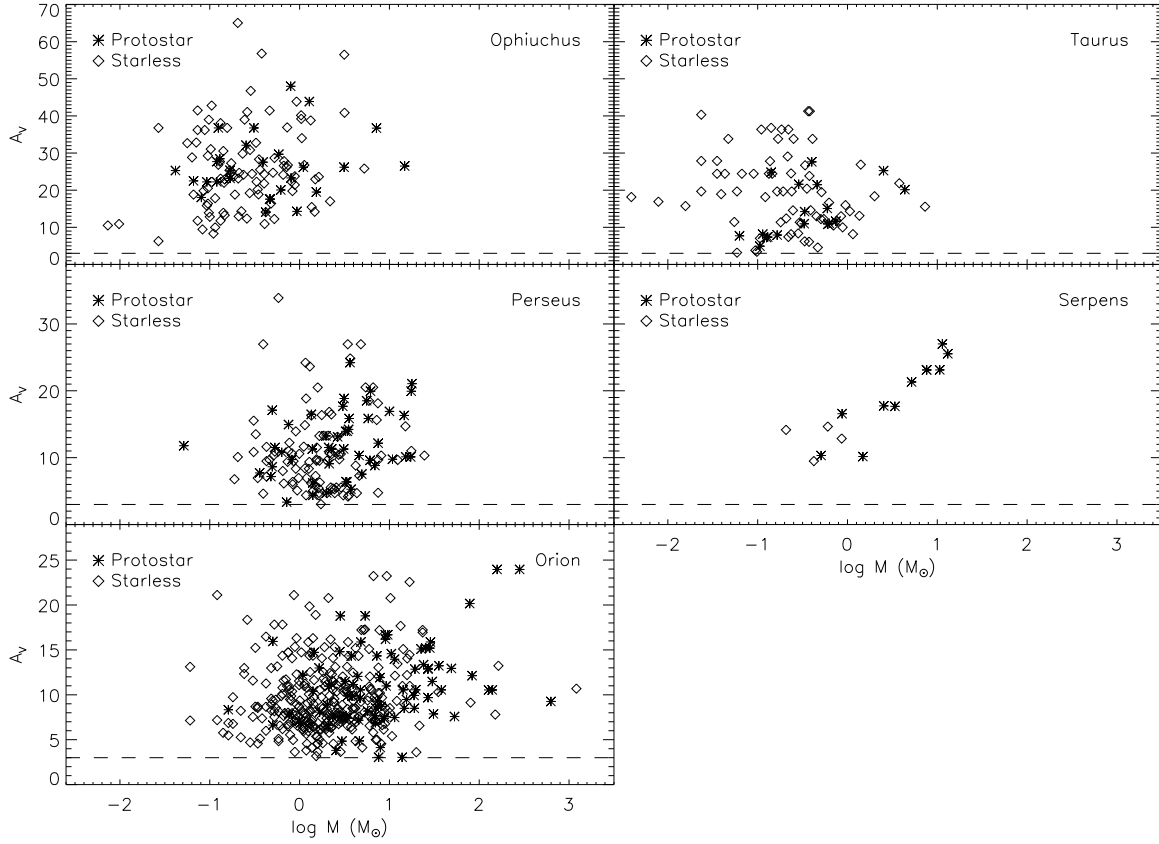 70
60
50
40
30
20
10
0
A_V
Protostar
Starless
Ophiuchus
Protostar
Starless
Taurus
30
20
10
0
A_V
Protostar
Starless
Perseus
Protostar
Starless
Serpens
−2 −1 0 1 2 3
log M (M⊙)
25
20
15
10
5
0
A_V
Protostar
Starless
Orion
−2 −1 0 1 2 3
log M (M⊙)